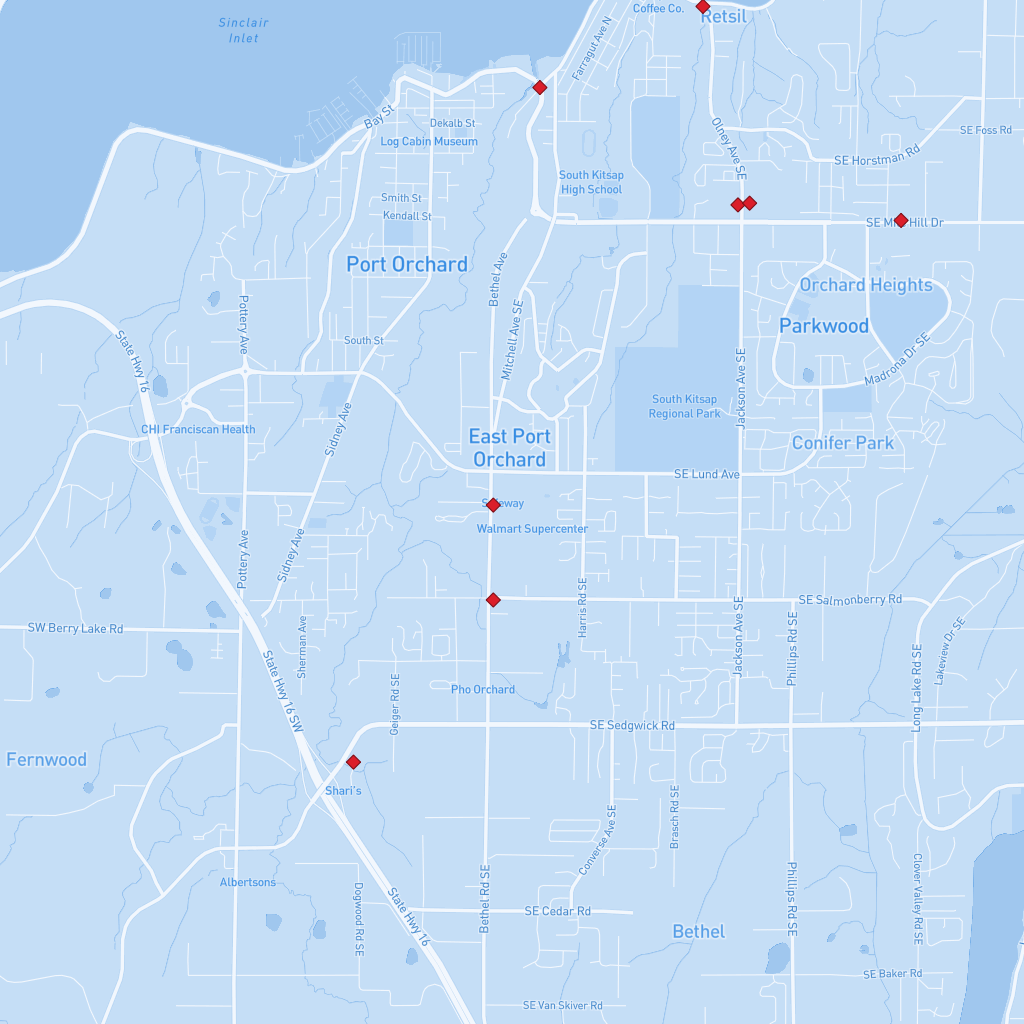 Coffee Co.
Retsil
Sinclair
Inlet
Farragut Ave N
Bay St
Dekalb St
Log Cabin Museum
Olney Ave SE
SE Foss Rd
SE Horstman Rd
South Kitsap
High School
Smith St
Kendall St
SE Mile Hill Dr
Port Orchard
Bethel Ave
Orchard Heights
Pottery Ave
Mitchell Ave SE
Parkwood
State Hwy 16
South St
Madrona Dr SE
Jackson Ave SE
South Kitsap
Regional Park
Sidney Ave
CHI Franciscan Health
East Port
Orchard
Conifer Park
SE Lund Ave
Safeway
Walmart Supercenter
Pottery Ave
Sidney Ave
Harris Rd SE
SE Salmonberry Rd
SW Berry Lake Rd
Sherman Ave
Jackson Ave SE
Phillips Rd SE
Lakeview Dr SE
State Hwy 16 SW
Geiger Rd SE
Pho Orchard
Long Lake Rd SE
SE Sedgwick Rd
Fernwood
Shari's
Brasch Rd SE
Converse Ave SE
Albertsons
Dogwood Rd SE
Bethel Rd SE
Phillips Rd SE
Clover Valley Rd SE
State Hwy 16
SE Cedar Rd
Bethel
SE Baker Rd
SE Van Skiver Rd